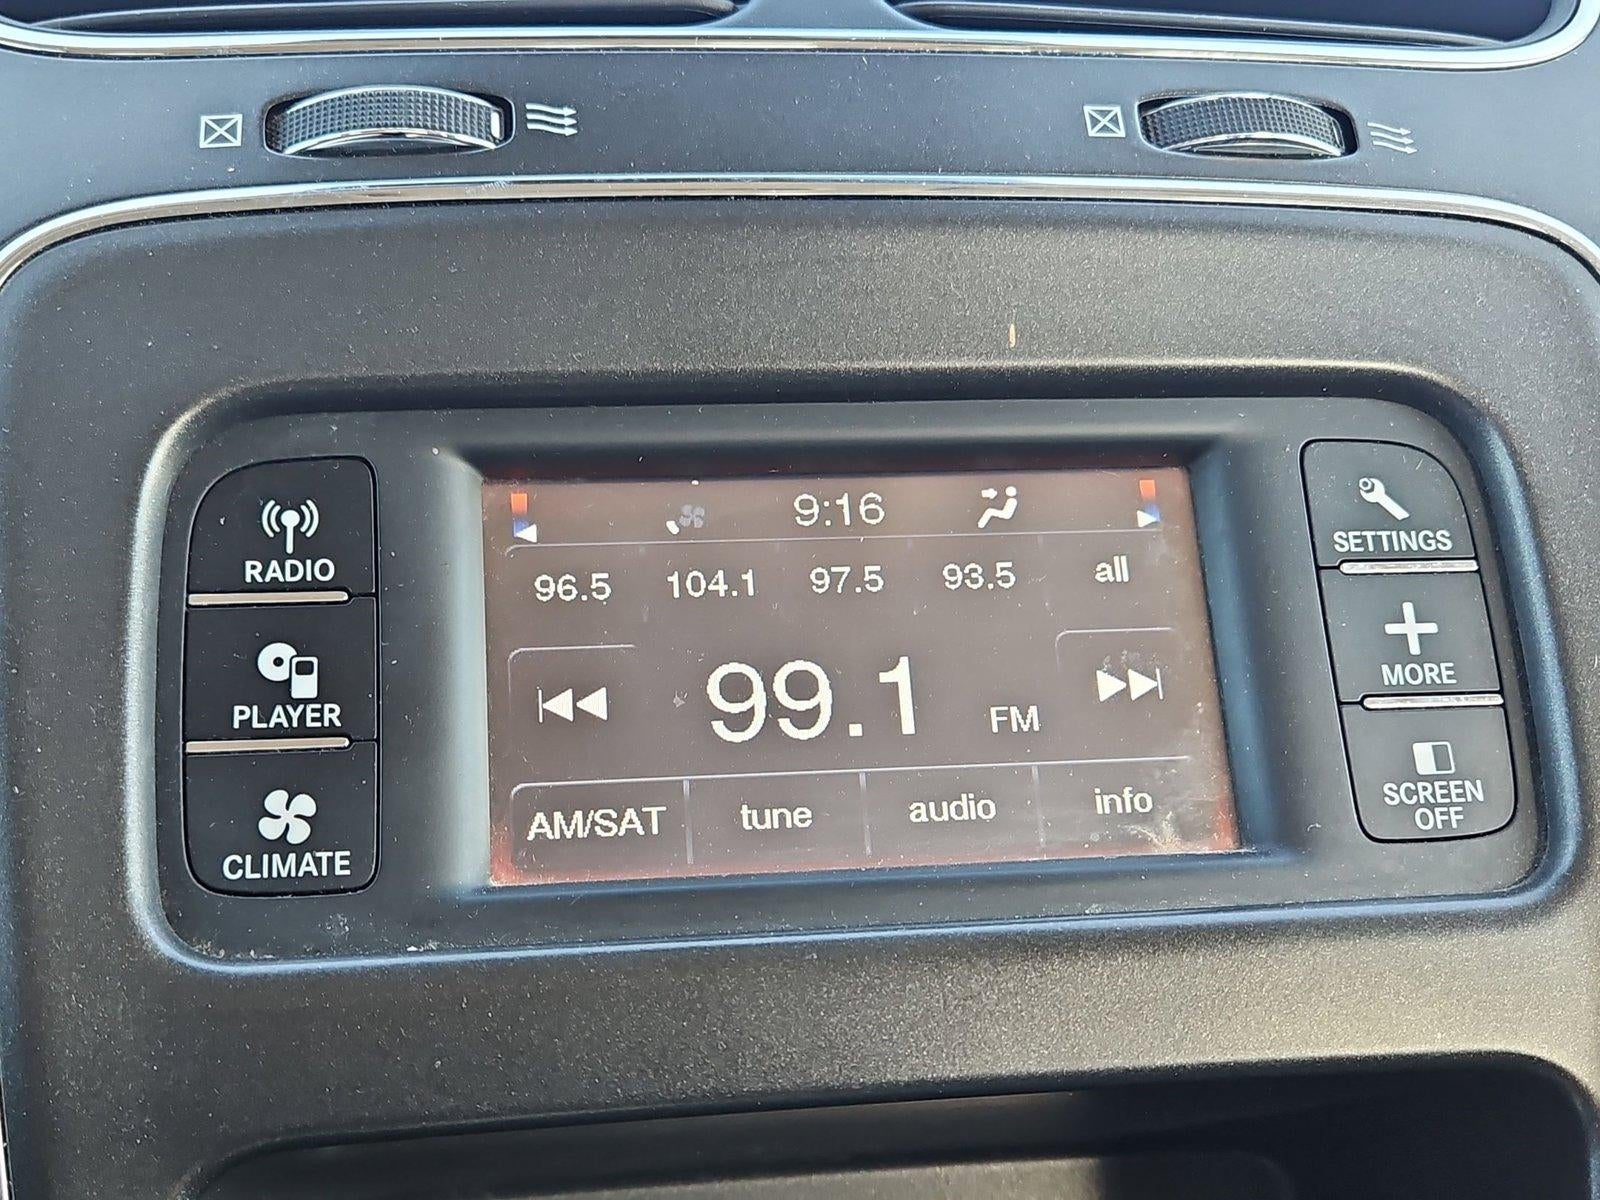 9:16
96.5 104.1 97.5 93.5 all
99.1 FM
AM/SAT tune audio info
RADIO
PLAYER
CLIMATE
SETTINGS
MORE
SCREEN
OFF